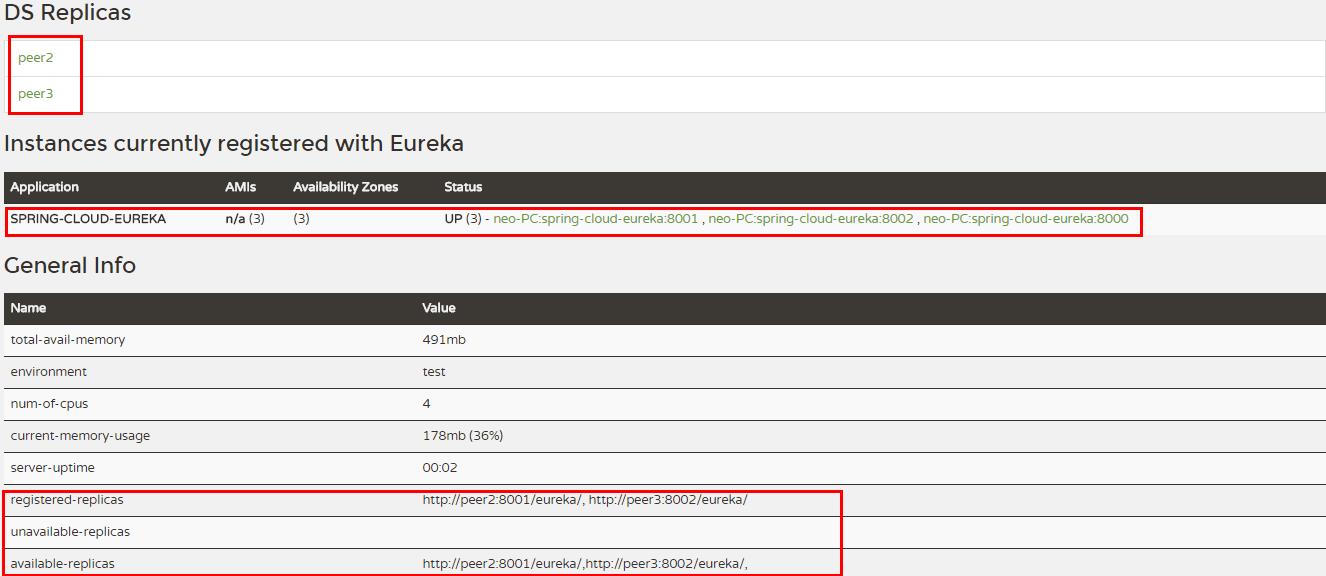 DS Replicas
peer2
peer3
Instances currently registered with Eureka
Application AMIs Availability Zones Status
SPRING-CLOUD-EUREKA n/a (3) (3) UP (3) - neo-PC:spring-cloud-eureka:8001 , neo-PC:spring-cloud-eureka:8002 , neo-PC:spring-cloud-eureka:8000
General Info
Name Value
total-avail-memory 491mb
environment test
num-of-cpus 4
current-memory-usage 178mb (36%)
server-uptime 00:02
registered-replicas http://peer2:8001/eureka/, http://peer3:8002/eureka/
unavailable-replicas
available-replicas http://peer2:8001/eureka/,http://peer3:8002/eureka/,